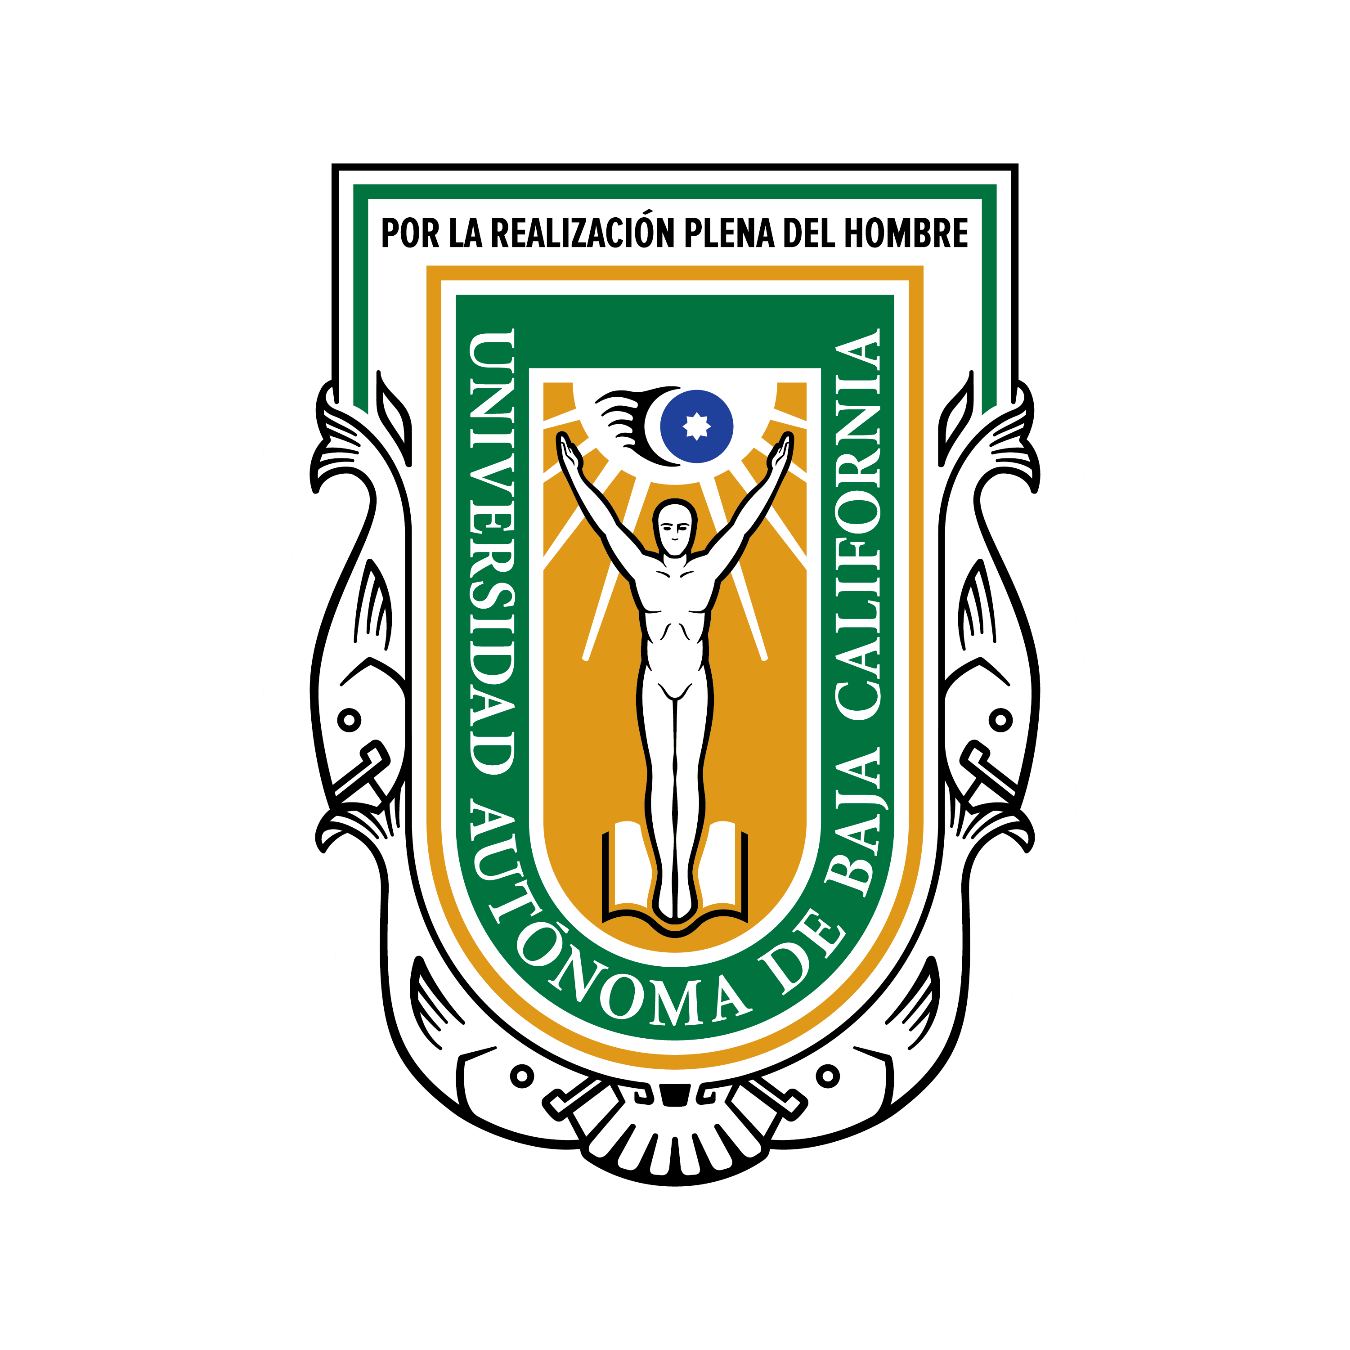 POR LA REALIZACIÓN PLENA DEL HOMBRE
UNIVERSIDAD AUTÓNOMA DE BAJA CALIFORNIA